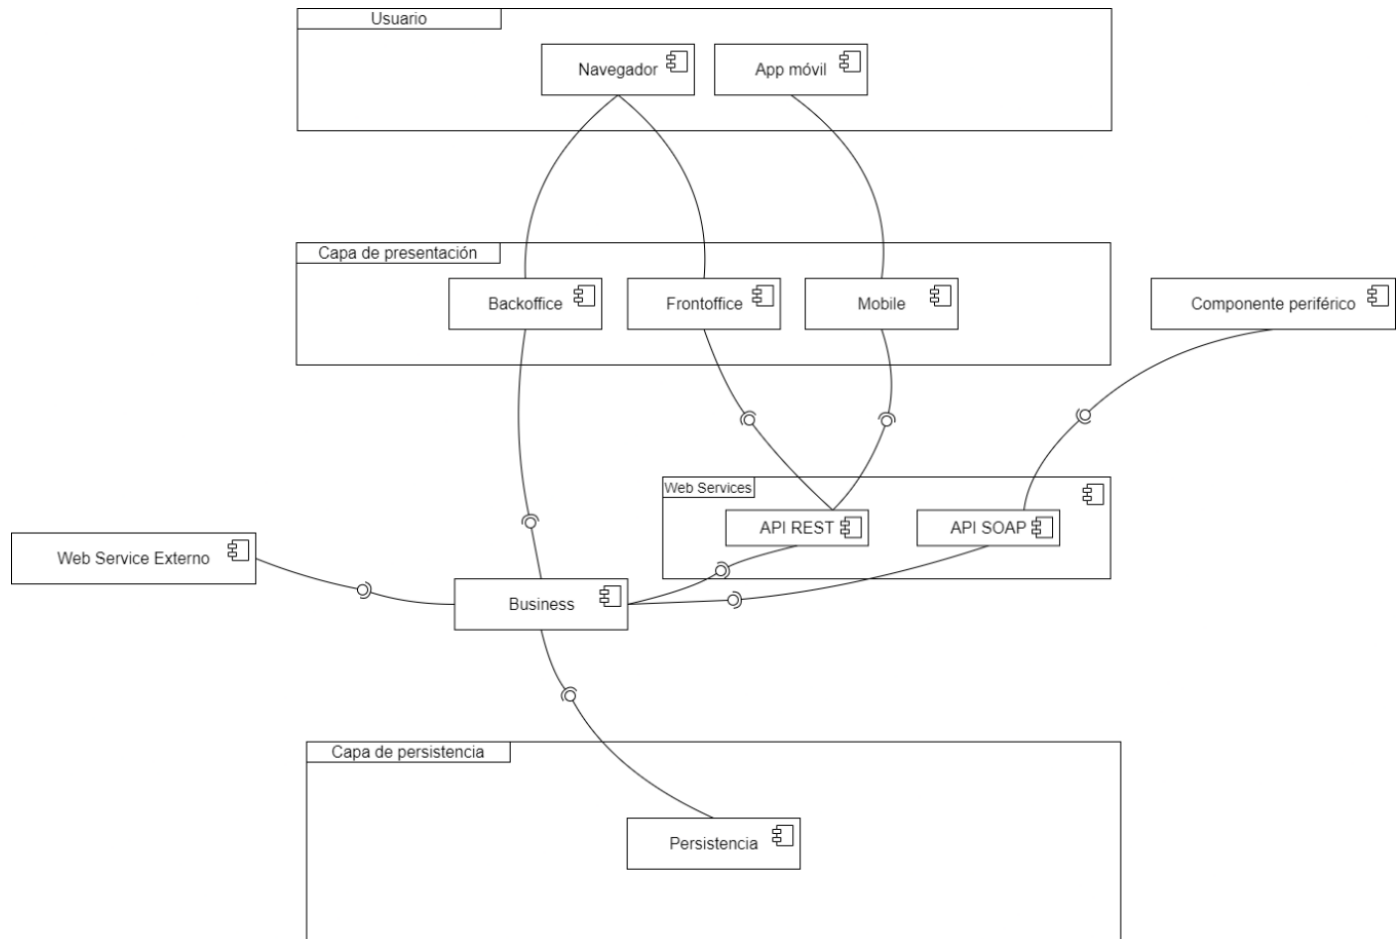 Usuario
Navegador
App móvil
Capa de presentación
Backoffice
Frontoffice
Mobile
Componente periférico
Web Services
API REST
API SOAP
Web Service Externo
Business
Capa de persistencia
Persistencia